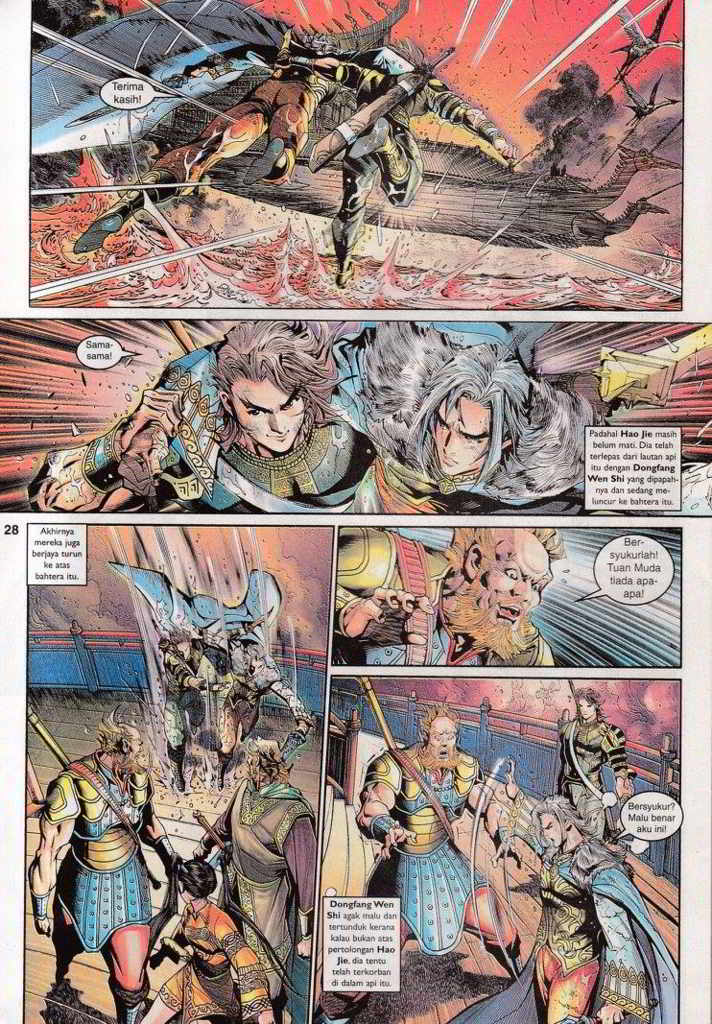 Terima
kasih!
Sama-
sama!
Padahal Hao Jie masih
belum mati. Dia telah
terlepas dari lautan api
itu dengan Dongfang
Wen Shi yang dipapah-
nya dan sedang me-
luncur ke bahtera itu.
28
Akhirnya
mereka juga
berjaya turun
ke atas
bahtera itu.
Ber-
syukurlah!
Tuan Muda
tiada apa-
apa!
Bersyukur?
Malu benar
aku ini!
Dongfang Wen
Shi agak malu dan
tertunduk kerana
kalau bukan atas
pertolongan Hao
Jie, dia tentu
telah terkorban
di dalam api itu.